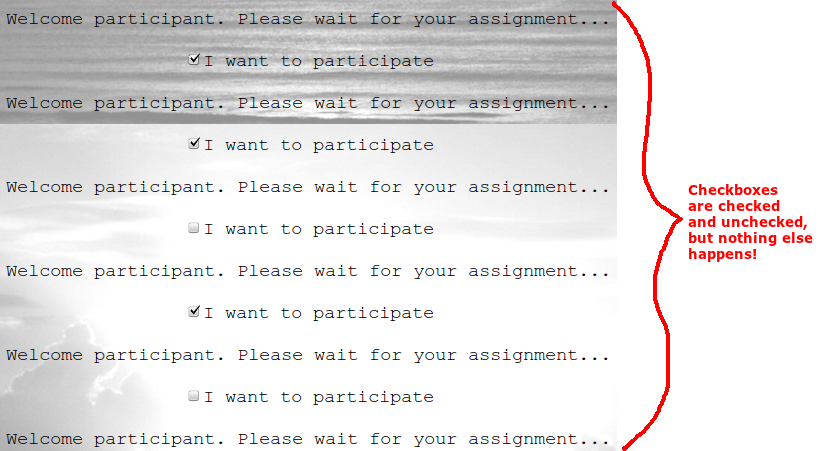 Welcome participant. Please wait for your assignment...
I want to participate
Welcome participant. Please wait for your assignment...
I want to participate
Welcome participant. Please wait for your assignment...
I want to participate
Welcome participant. Please wait for your assignment...
I want to participate
Welcome participant. Please wait for your assignment...
I want to participate
Welcome participant. Please wait for your assignment...
Checkboxes
are checked
and unchecked,
but nothing else
happens!